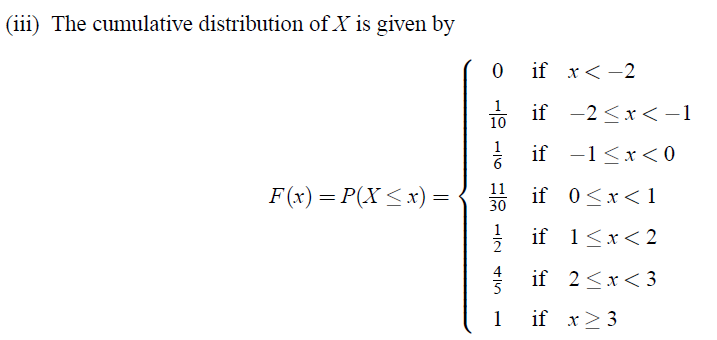 (iii) The cumulative distribution of X is given by
0 if x < −2
1/10 if −2 ≤ x < −1
1/6 if −1 ≤ x < 0
F(x) = P(X ≤ x) = { 11/30 if 0 ≤ x < 1
1/2 if 1 ≤ x < 2
4/5 if 2 ≤ x < 3
1 if x ≥ 3